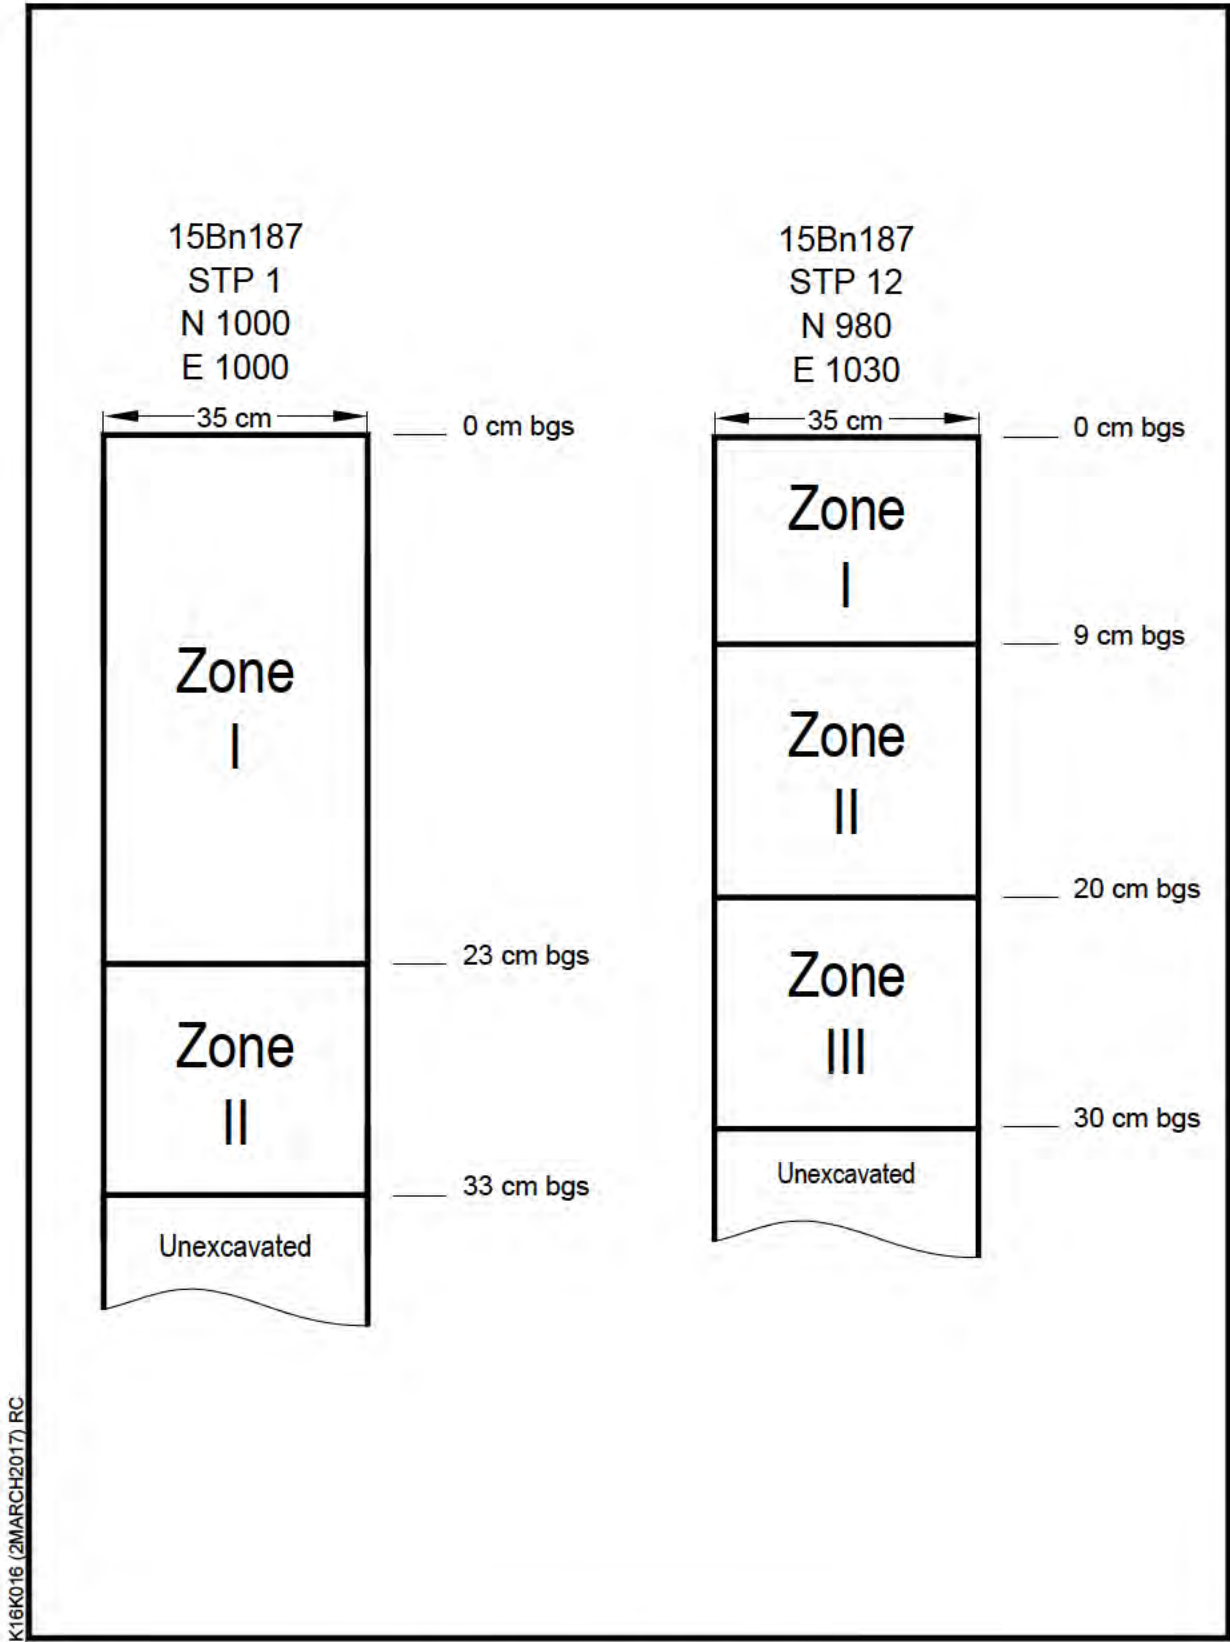 15Bn187
STP 1
N 1000
E 1000
35 cm
0 cm bgs
Zone
I
23 cm bgs
Zone
II
33 cm bgs
Unexcavated
15Bn187
STP 12
N 980
E 1030
35 cm
0 cm bgs
Zone
I
9 cm bgs
Zone
II
20 cm bgs
Zone
III
30 cm bgs
Unexcavated
K16K016 (2MARCH2017) RC